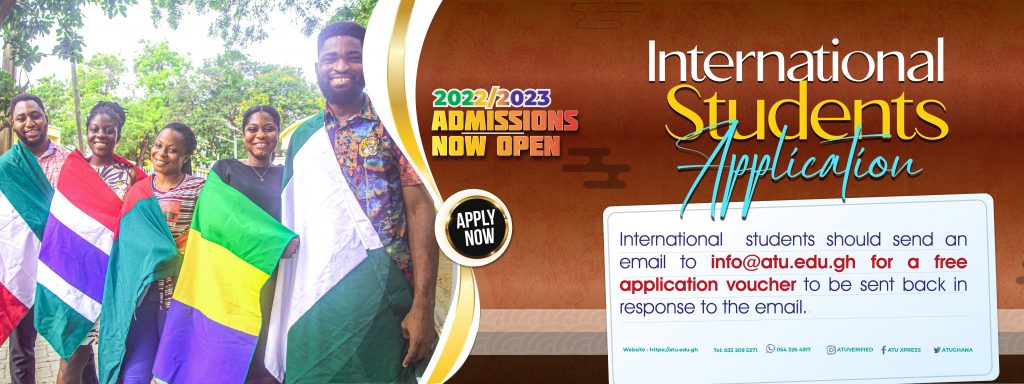 2022/2023
ADMISSIONS
NOW OPEN
APPLY
NOW
International
Students
Application
International students should send an
email to info@atu.edu.gh for a free
application voucher to be sent back in
response to the email.
Website - https://atu.edu.gh Tel: 033 209 5371 054 326 4917 ATUVERIFIED ATU XPRESS ATUGHANA